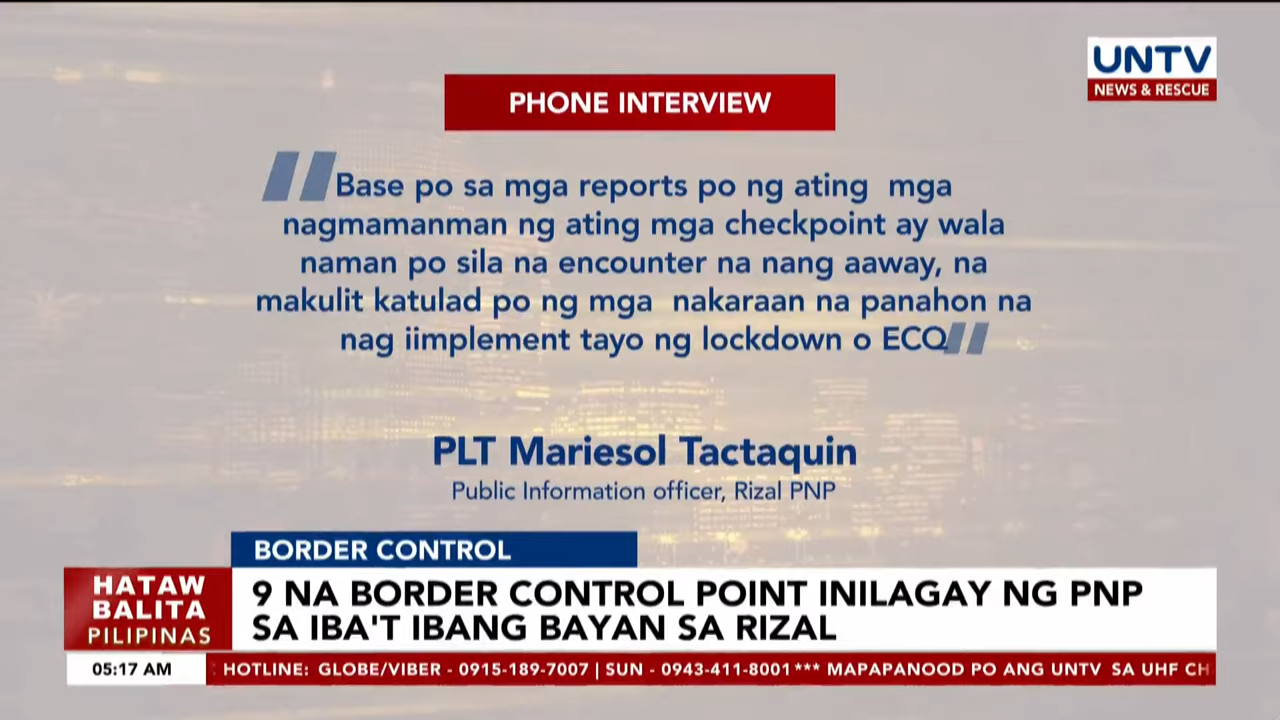 UNTV
NEWS & RESCUE
PHONE INTERVIEW
Base po sa mga reports po ng ating mga
nagmamanman ng ating mga checkpoint ay wala
naman po sila na encounter na nang aaway, na
makulit katulad po ng mga nakaraan na panahon na
nag iimplement tayo ng lockdown o ECQ
PLT Mariesol Tactaquin
Public Information officer, Rizal PNP
BORDER CONTROL
HATAW
BALITA
PILIPINAS
9 NA BORDER CONTROL POINT INILAGAY NG PNP
SA IBA'T IBANG BAYAN SA RIZAL
05:17 AM
HOTLINE: GLOBE/VIBER - 0915-189-7007 | SUN - 0943-411-8001*** MAPAPANOOD PO ANG UNTV SA UHF CH